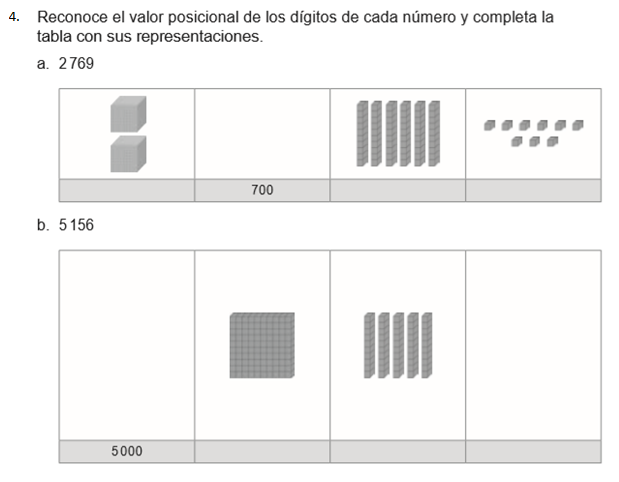 4. Reconoce el valor posicional de los dígitos de cada número y completa la
tabla con sus representaciones.
a. 2 769
700
b. 5 156
5 000